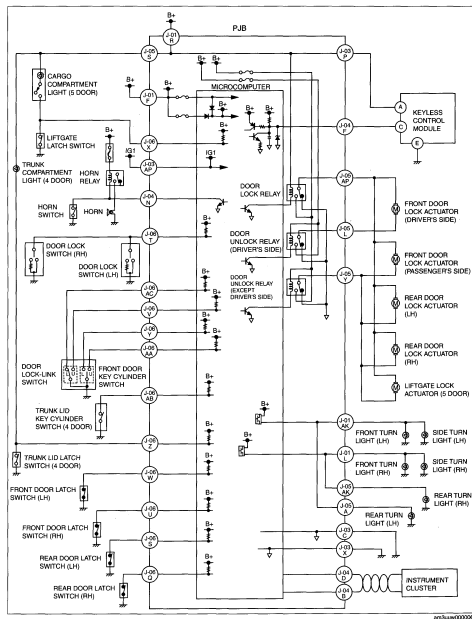 B+
PJB
J-01
R
J-05
S
J-03
P
CARGO
COMPARTMENT
LIGHT (5 DOOR)
B+
J-01
F
B+
MICROCOMPUTER
B+
A
C
E
KEYLESS
CONTROL
MODULE
J-04
F
LIFTGATE
LATCH SWITCH
B+
J-06
X
B+
IG1
J-03
AP
IG1
TRUNK
COMPARTMENT
LIGHT (4 DOOR)
HORN
RELAY
J-04
N
HORN
SWITCH
HORN
DOOR
LOCK RELAY
J-09
AP
FRONT DOOR
LOCK ACTUATOR
(DRIVER'S SIDE)
J-06
T
B+
DOOR LOCK
SWITCH (RH)
DOOR LOCK
SWITCH (LH)
DOOR
UNLOCK RELAY
(DRIVER'S SIDE)
J-05
L
FRONT DOOR
LOCK ACTUATOR
(PASSENGER'S SIDE)
DOOR
UNLOCK RELAY
(EXCEPT
DRIVER'S SIDE)
J-05
Y
J-06
AC
J-06
V
J-06
Y
J-06
AA
B+
B+
B+
B+
REAR DOOR
LOCK ACTUATOR
(LH)
REAR DOOR
LOCK ACTUATOR
(RH)
DOOR
LOCK-LINK
SWITCH
FRONT DOOR
KEY CYLINDER
SWITCH
LIFTGATE LOCK
ACTUATOR (5 DOOR)
J-06
AB
B+
TRUNK LID
KEY CYLINDER
SWITCH (4 DOOR)
B+
J-01
AK
FRONT TURN
LIGHT (LH)
SIDE TURN
LIGHT (LH)
J-06
Z
B+
B+
J-01
L
FRONT TURN
LIGHT (RH)
SIDE TURN
LIGHT (RH)
TRUNK LID LATCH
SWITCH (4 DOOR)
J-06
W
B+
J-05
AK
REAR TURN
LIGHT (RH)
FRONT DOOR LATCH
SWITCH (LH)
J-05
A
REAR TURN
LIGHT (LH)
J-06
U
B+
FRONT DOOR LATCH
SWITCH (RH)
J-03
C
J-06
S
B+
J-03
X
REAR DOOR LATCH
SWITCH (LH)
J-06
Q
B+
J-04
D
J-04
B
INSTRUMENT
CLUSTER
REAR DOOR LATCH
SWITCH (RH)